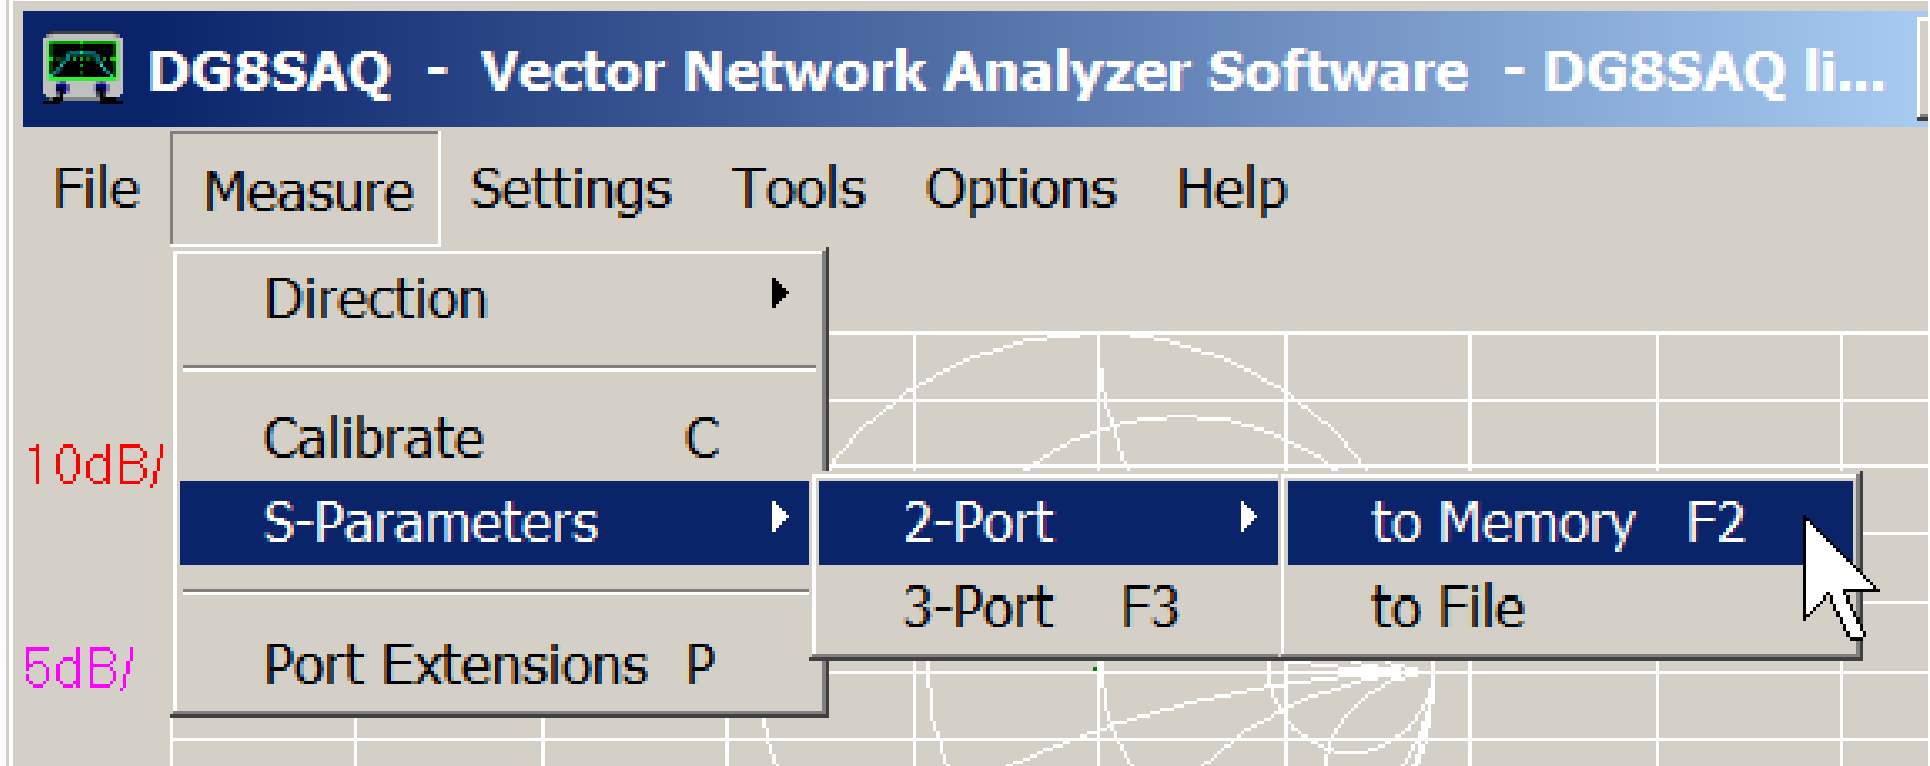 DG8SAQ - Vector Network Analyzer Software - DG8SAQ li...
File Measure Settings Tools Options Help
Direction
Calibrate C
10dB/
S-Parameters 2-Port to Memory F2
3-Port F3 to File
5dB/ Port Extensions P